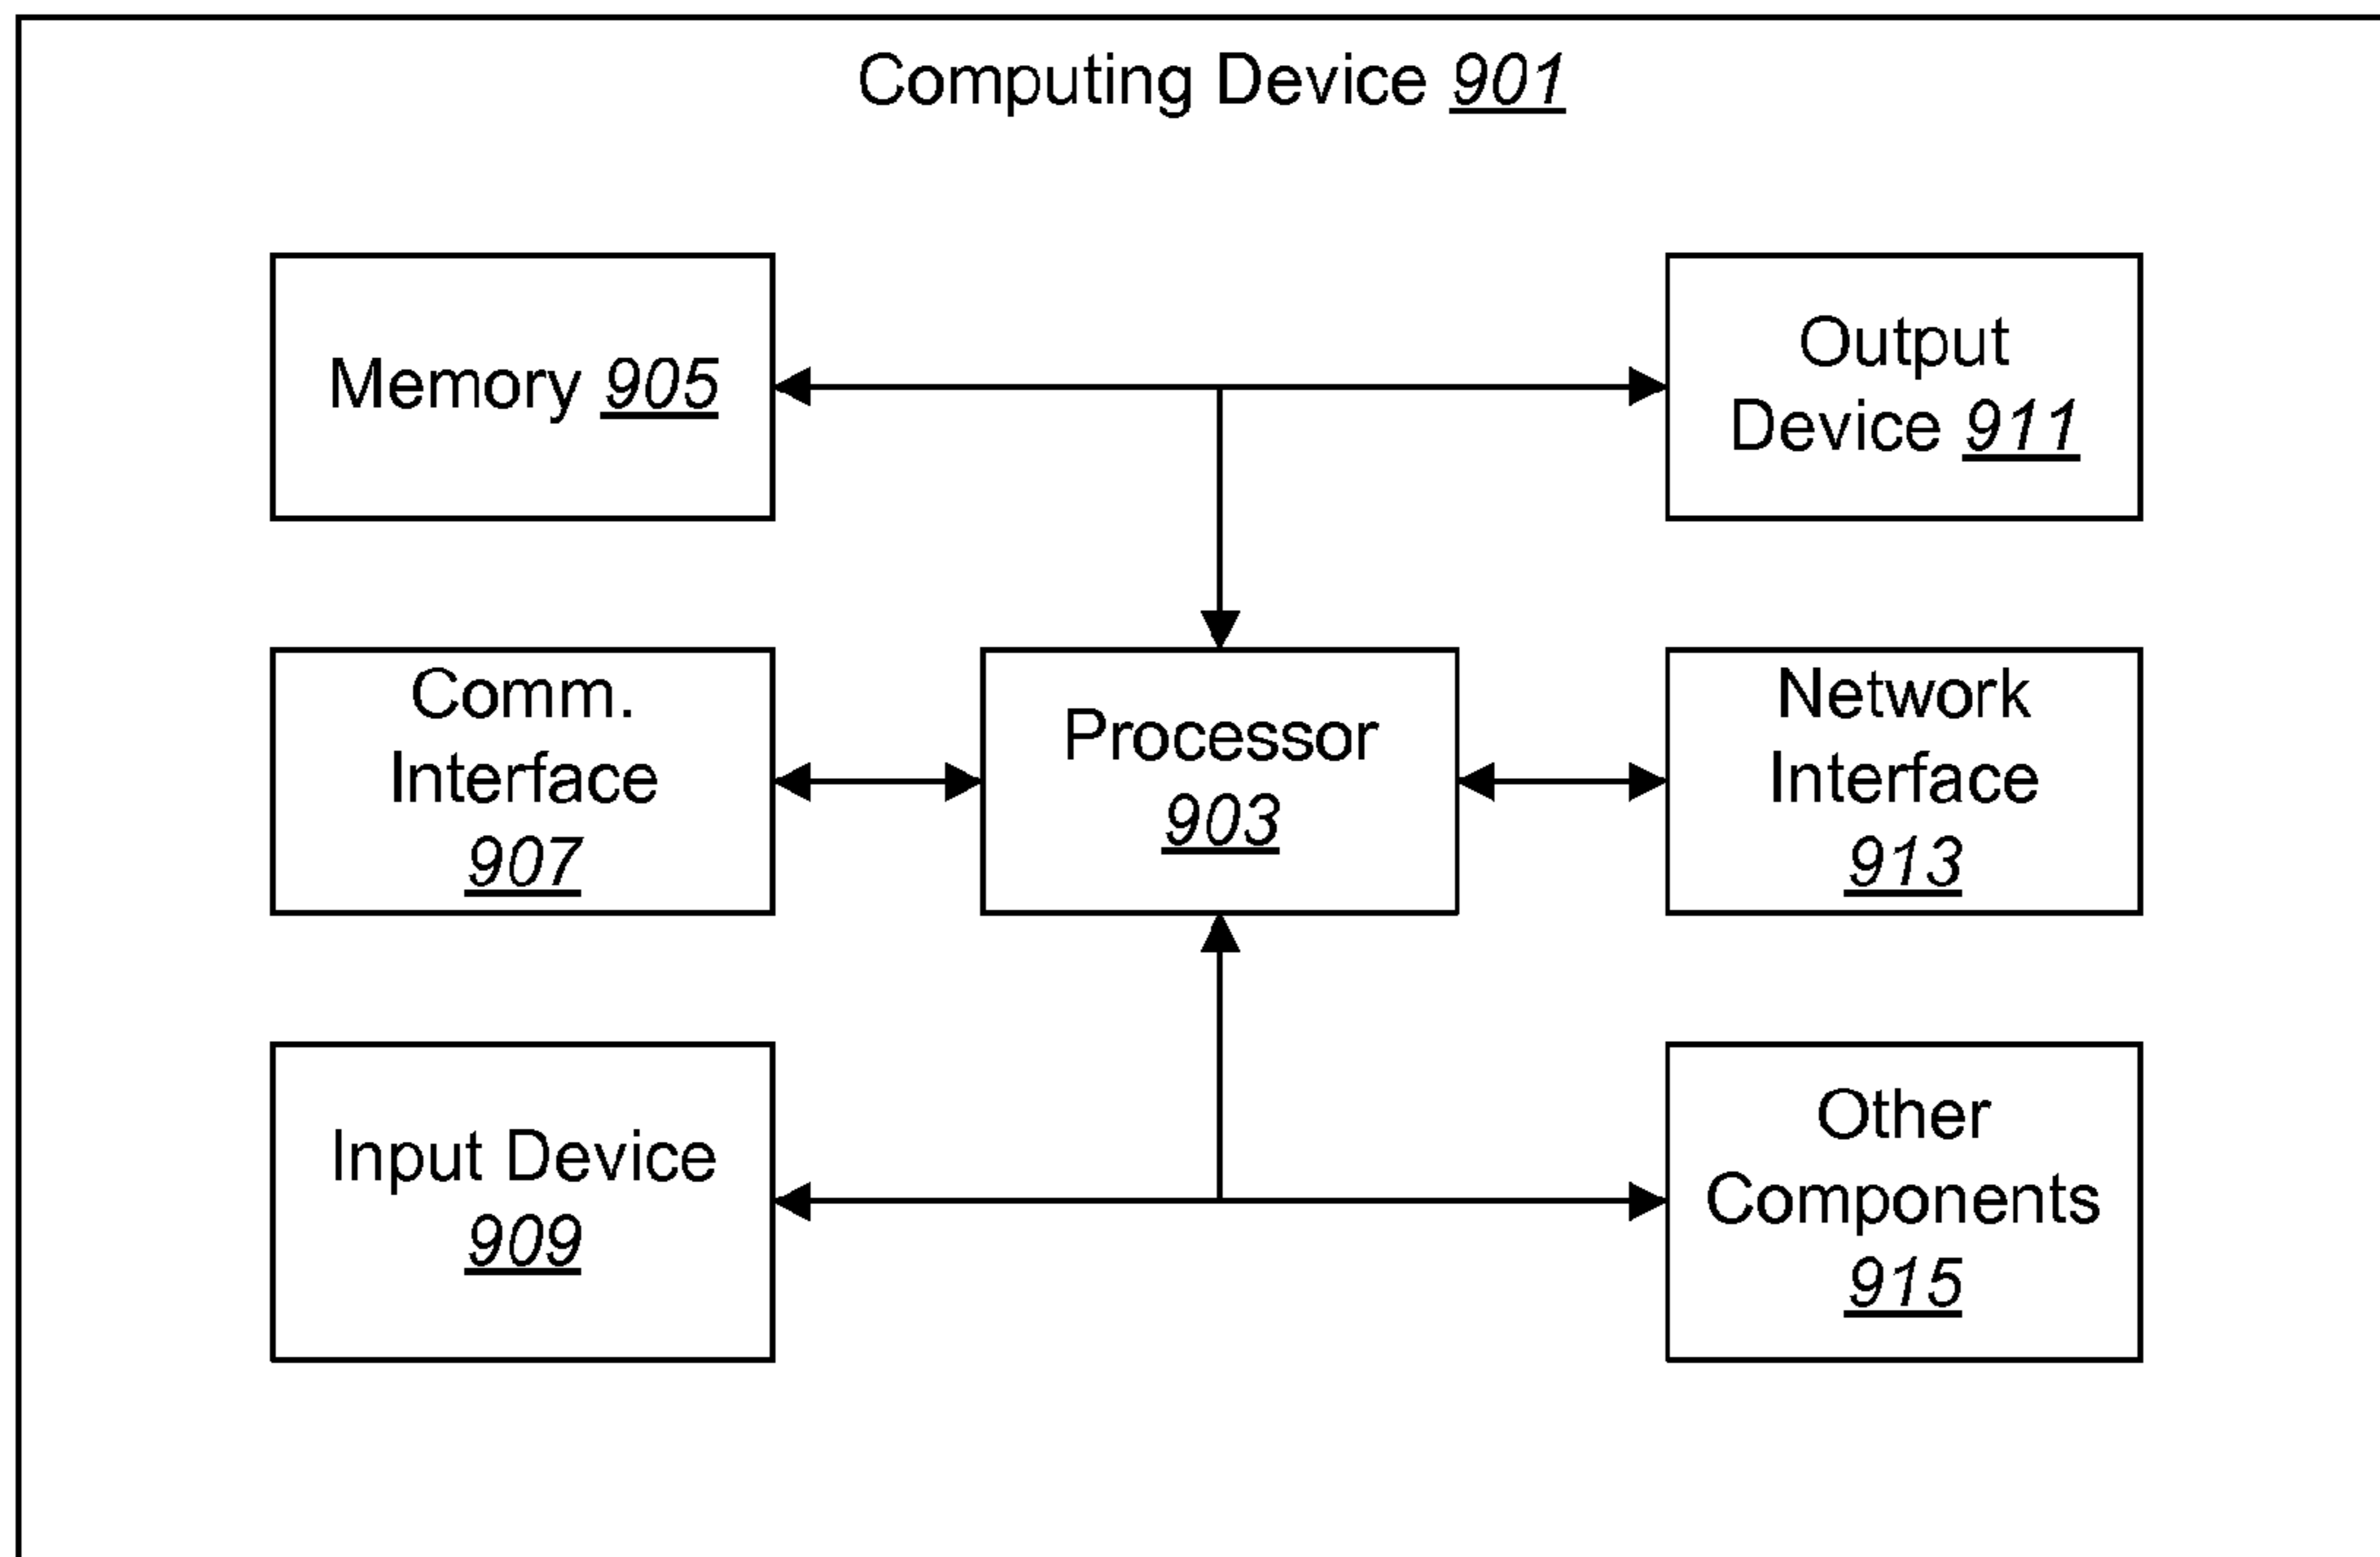 Computing Device 901
Memory 905
Output
Device 911
Comm.
Interface
907
Processor
903
Network
Interface
913
Input Device
909
Other
Components
915